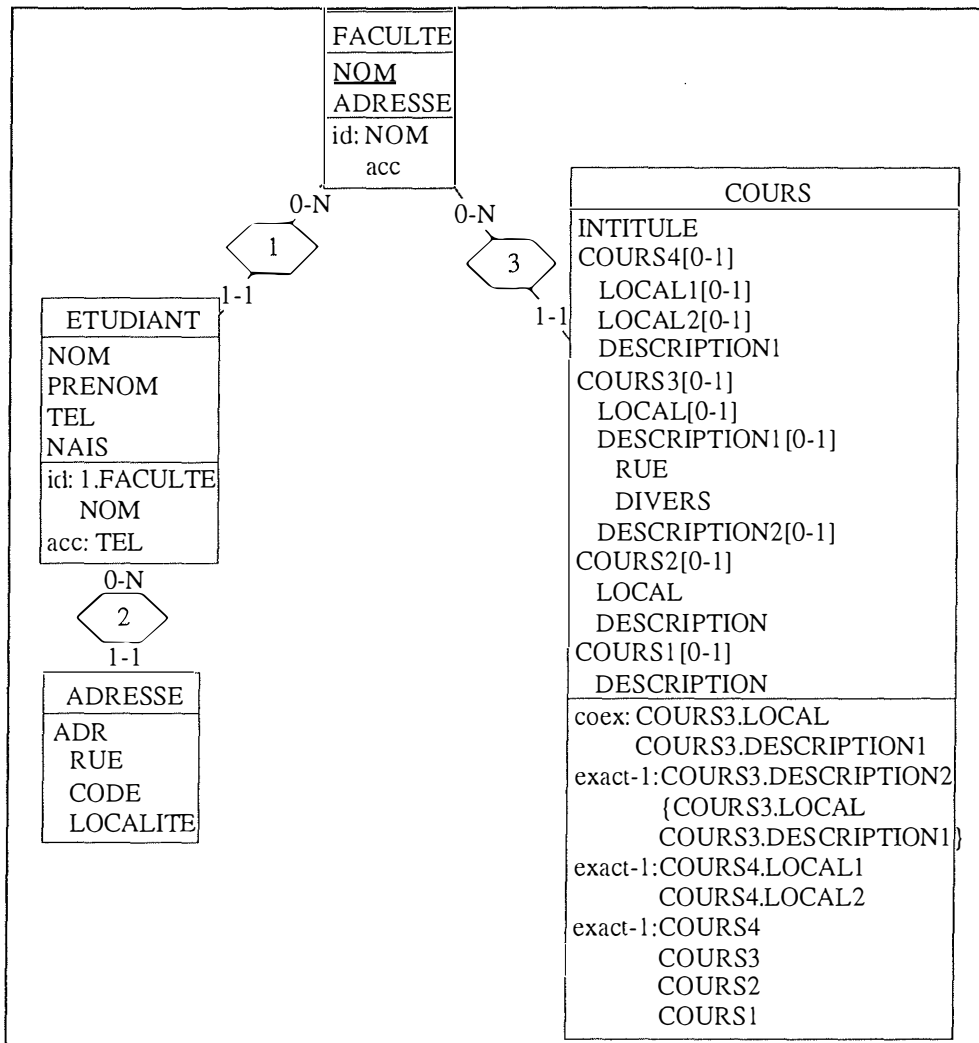 FACULTE
NOM
ADRESSE
id: NOM
acc
0-N
0-N
1
3
1-1
1-1
ETUDIANT
NOM
PRENOM
TEL
NAIS
id: 1.FACULTE
NOM
acc: TEL
0-N
2
1-1
ADRESSE
ADR
RUE
CODE
LOCALITE
COURS
INTITULE
COURS4[0-1]
LOCAL1[0-1]
LOCAL2[0-1]
DESCRIPTION1
COURS3[0-1]
LOCAL[0-1]
DESCRIPTION1[0-1]
RUE
DIVERS
DESCRIPTION2[0-1]
COURS2[0-1]
LOCAL
DESCRIPTION
COURS1[0-1]
DESCRIPTION
coex: COURS3.LOCAL
COURS3.DESCRIPTION1
exact-1:COURS3.DESCRIPTION2
{COURS3.LOCAL
COURS3.DESCRIPTION1}
exact-1:COURS4.LOCAL1
COURS4.LOCAL2
exact-1:COURS4
COURS3
COURS2
COURS1